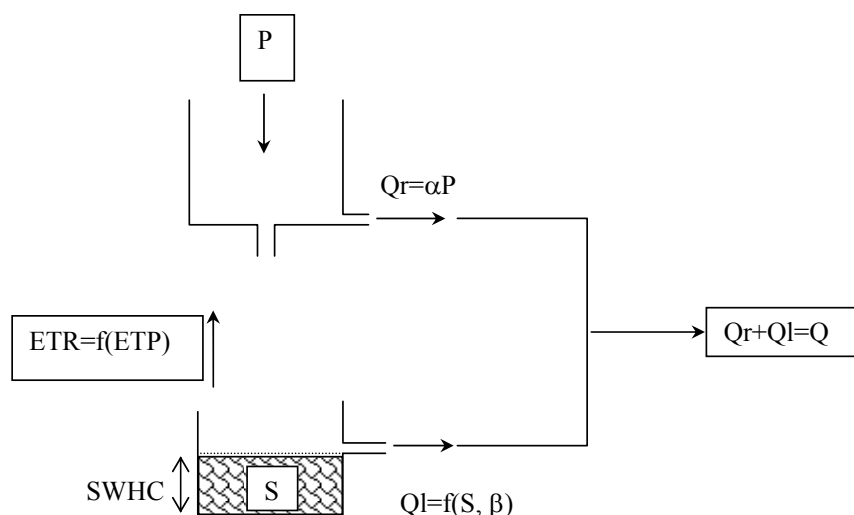 P
Qr=αP
ETR=f(ETP)
Qr+Ql=Q
SWHC
S
Ql=f(S, β)